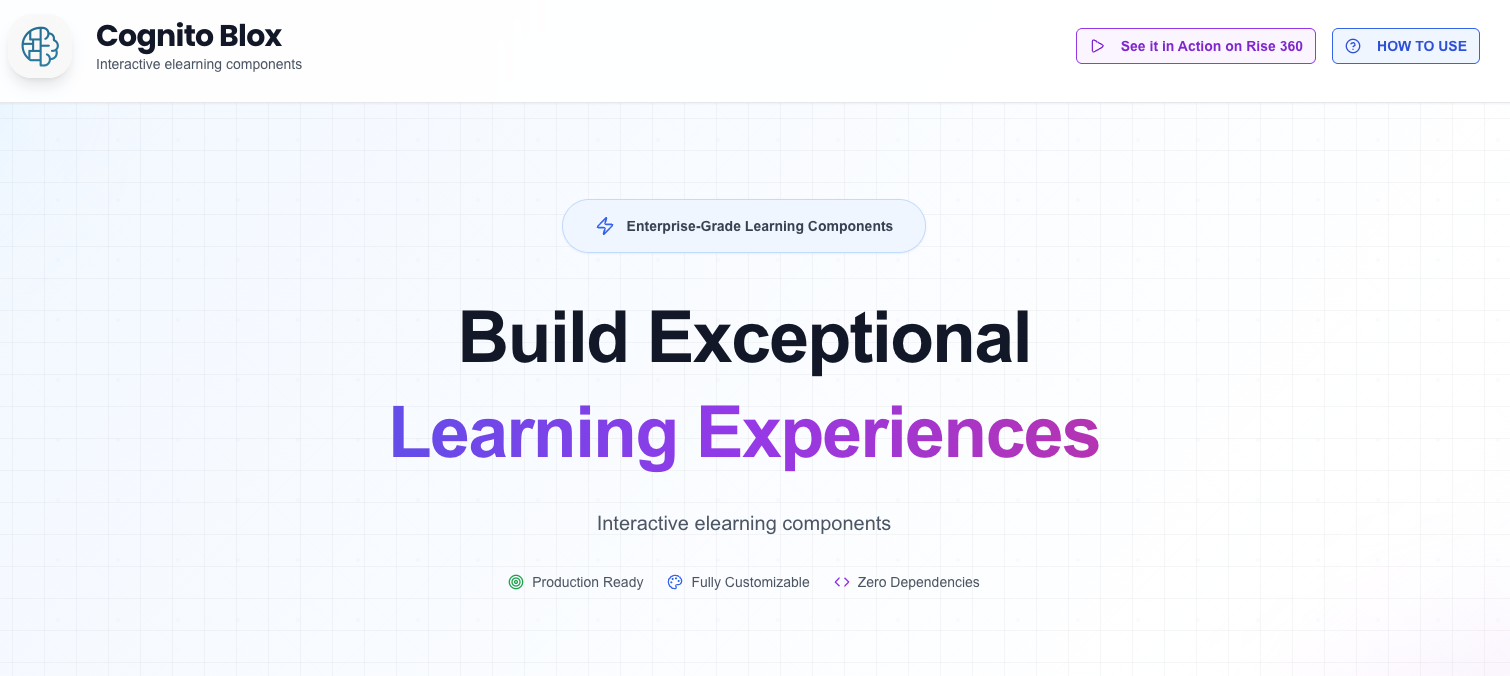 Cognito Blox
Interactive elearning components
See it in Action on Rise 360
HOW TO USE
Enterprise-Grade Learning Components
Build Exceptional
Learning Experiences
Interactive elearning components
Production Ready
Fully Customizable
Zero Dependencies